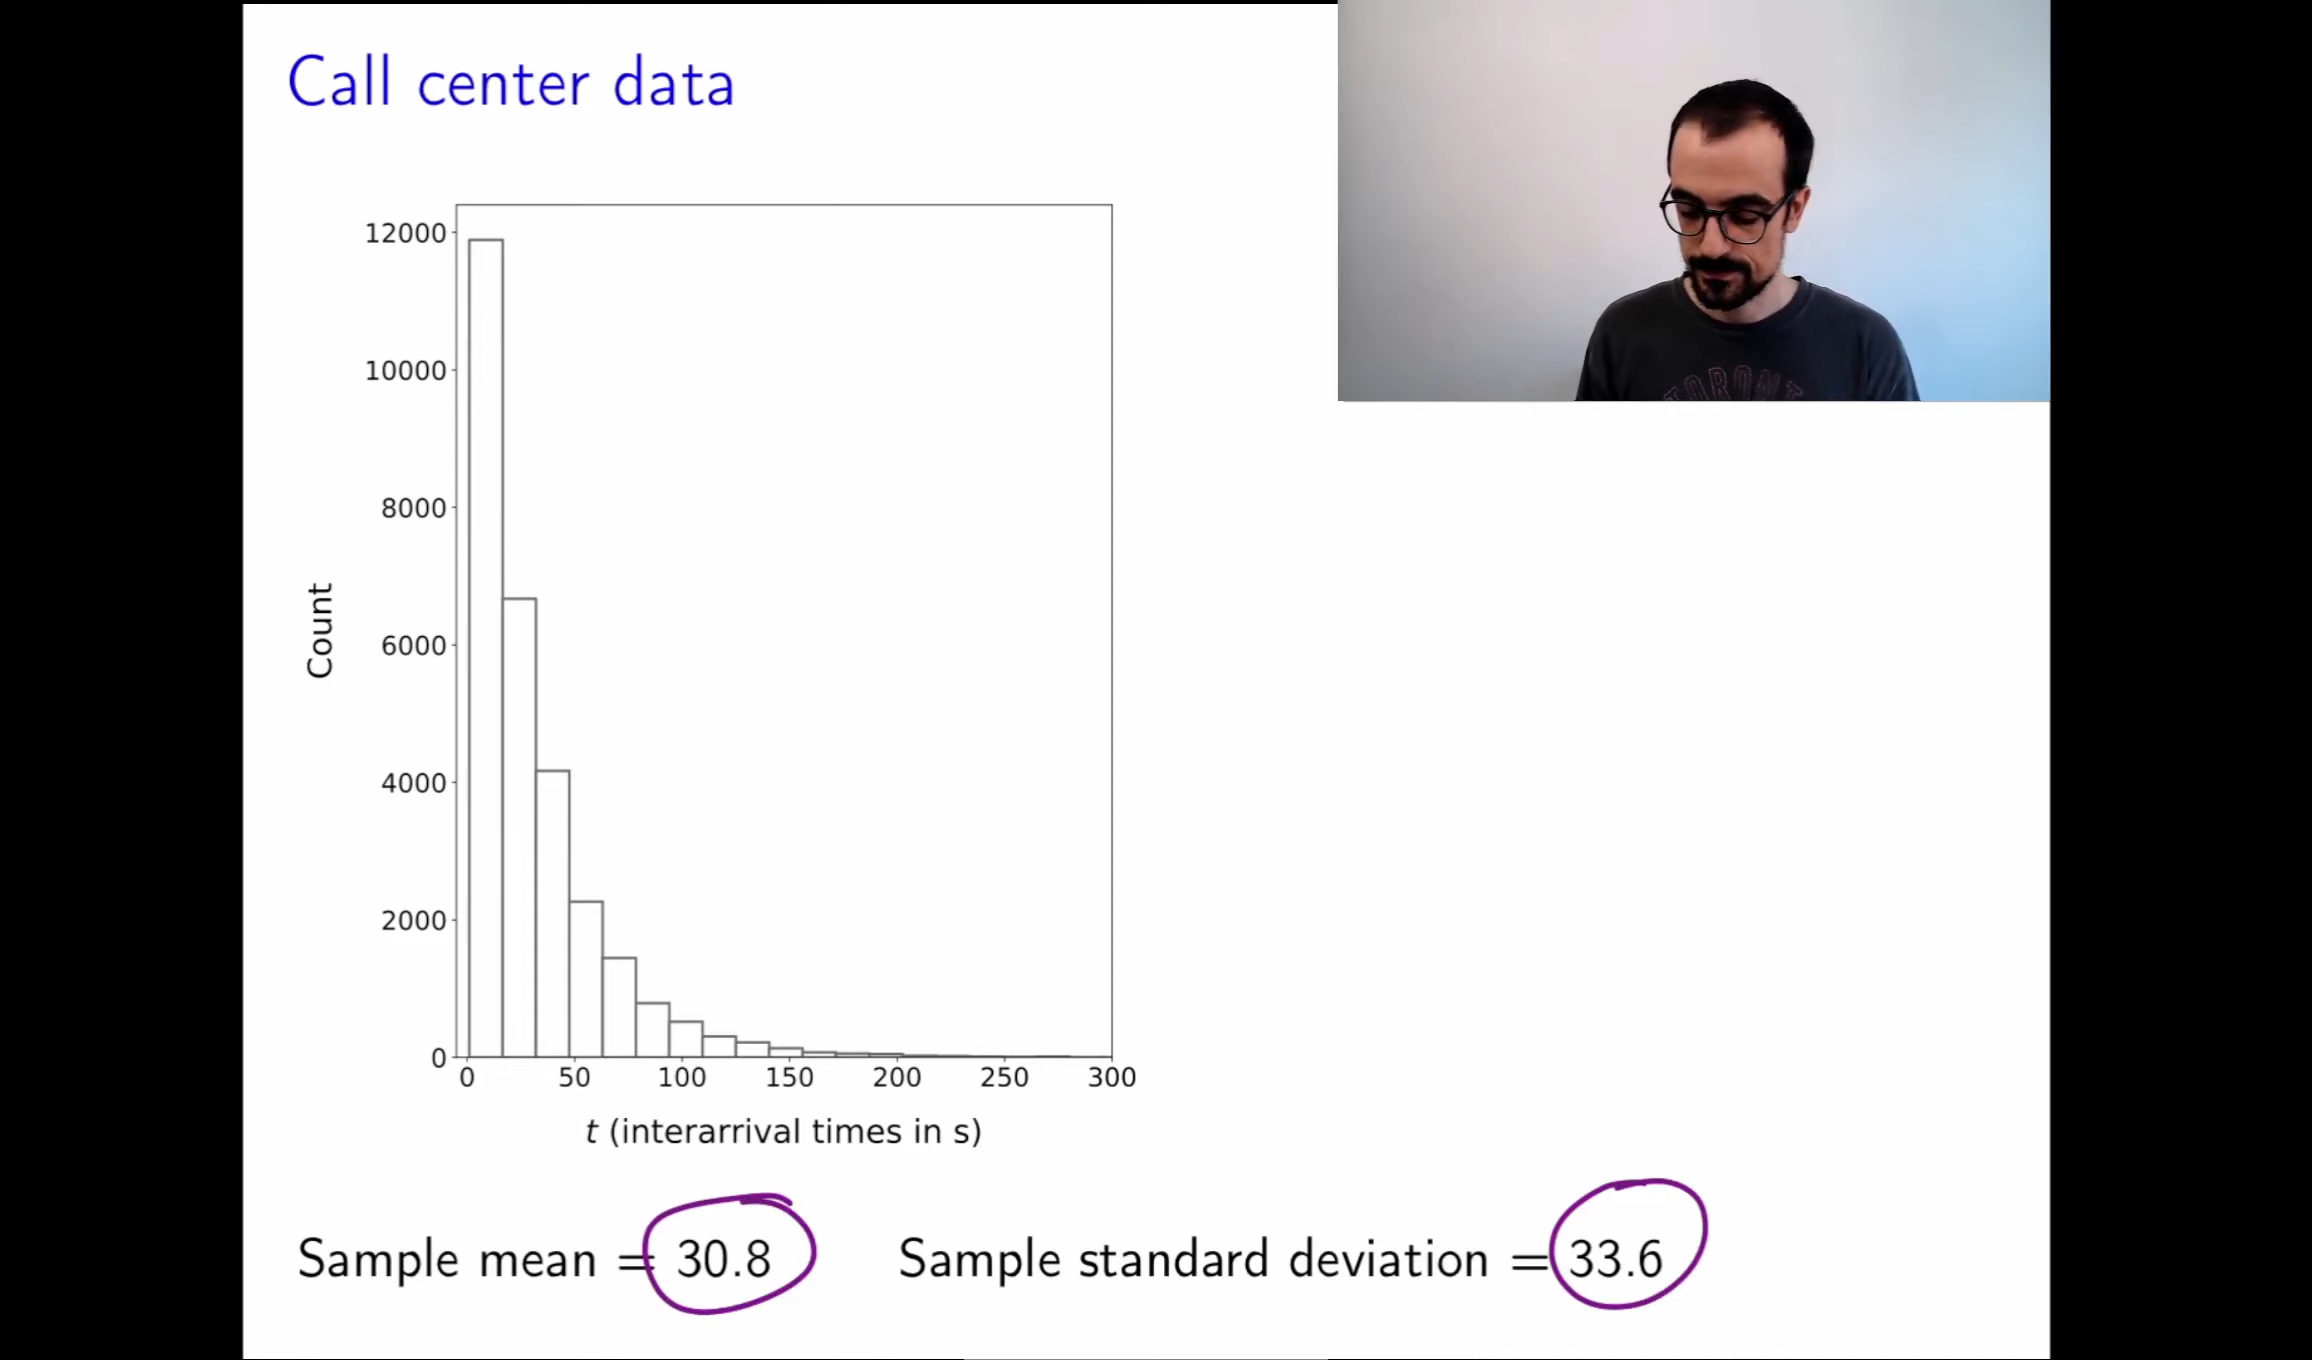 Call center data
12000
10000
8000
6000
4000
2000
0
Count
0 50 100 150 200 250 300
t (interarrival times in s)
TORONT
Sample mean = 30.8 Sample standard deviation = 33.6